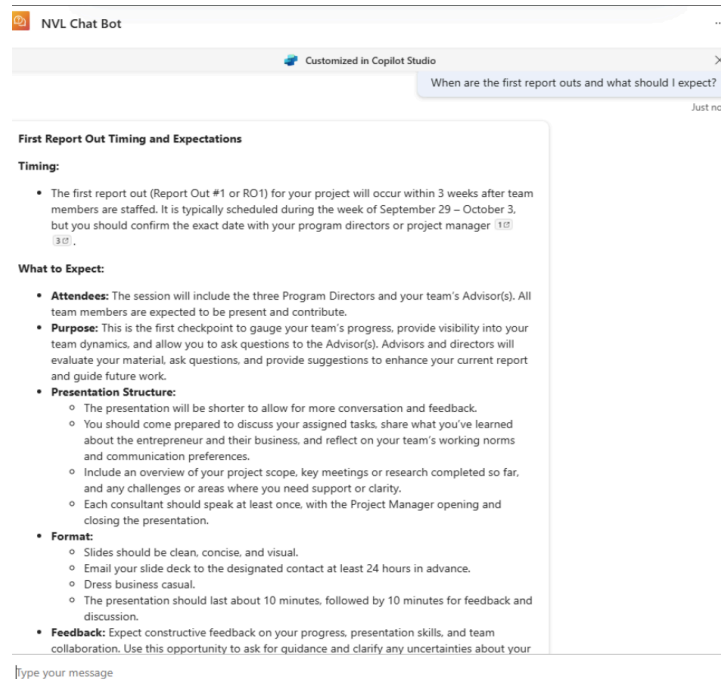 NVL Chat Bot
Customized in Copilot Studio
When are the first report outs and what should I expect?
Just no
First Report Out Timing and Expectations
Timing:
• The first report out (Report Out #1 or RO1) for your project will occur within 3 weeks after team
members are staffed. It is typically scheduled during the week of September 29 – October 3,
but you should confirm the exact date with your program directors or project manager 1
3 .
What to Expect:
• Attendees: The session will include the three Program Directors and your team's Advisor(s). All
team members are expected to be present and contribute.
• Purpose: This is the first checkpoint to gauge your team's progress, provide visibility into your
team dynamics, and allow you to ask questions to the Advisor(s). Advisors and directors will
evaluate your material, ask questions, and provide suggestions to enhance your current report
and guide future work.
• Presentation Structure:
○ The presentation will be shorter to allow for more conversation and feedback.
○ You should come prepared to discuss your assigned tasks, share what you've learned
about the entrepreneur and their business, and reflect on your team's working norms
and communication preferences.
○ Include an overview of your project scope, key meetings or research completed so far,
and any challenges or areas where you need support or clarity.
○ Each consultant should speak at least once, with the Project Manager opening and
closing the presentation.
• Format:
○ Slides should be clean, concise, and visual.
○ Email your slide deck to the designated contact at least 24 hours in advance.
○ Dress business casual.
○ The presentation should last about 10 minutes, followed by 10 minutes for feedback and
discussion.
• Feedback: Expect constructive feedback on your progress, presentation skills, and team
collaboration. Use this opportunity to ask for guidance and clarify any uncertainties about your
Type your message